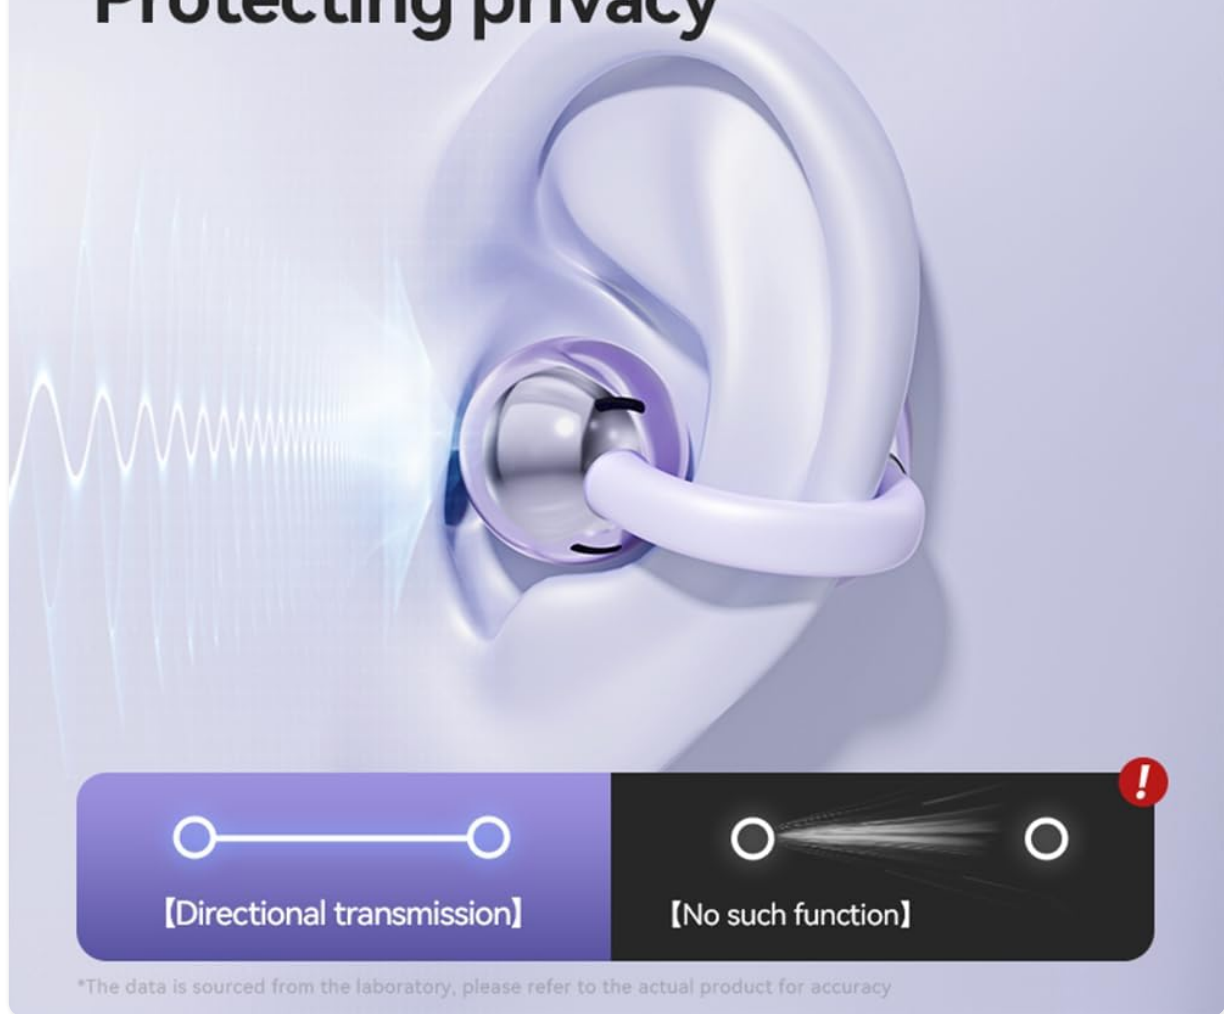 Protecting privacy
【Directional transmission】
【No such function】
*The data is sourced from the laboratory, please refer to the actual product for accuracy